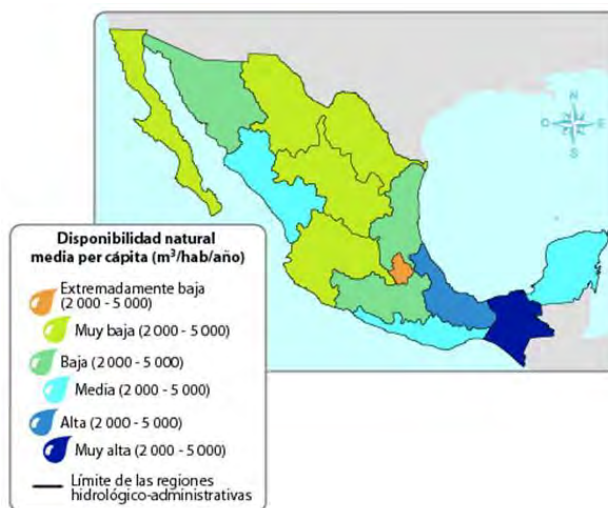 N
O
E
S
Disponibilidad natural
media per cápita (m³/hab/año)
Extremadamente baja
(2 000 - 5 000)
Muy baja (2 000 - 5 000)
Baja (2 000 - 5 000)
Media (2 000 - 5 000)
Alta (2 000 - 5 000)
Muy alta (2 000 - 5 000)
Límite de las regiones
hidrológico-administrativas